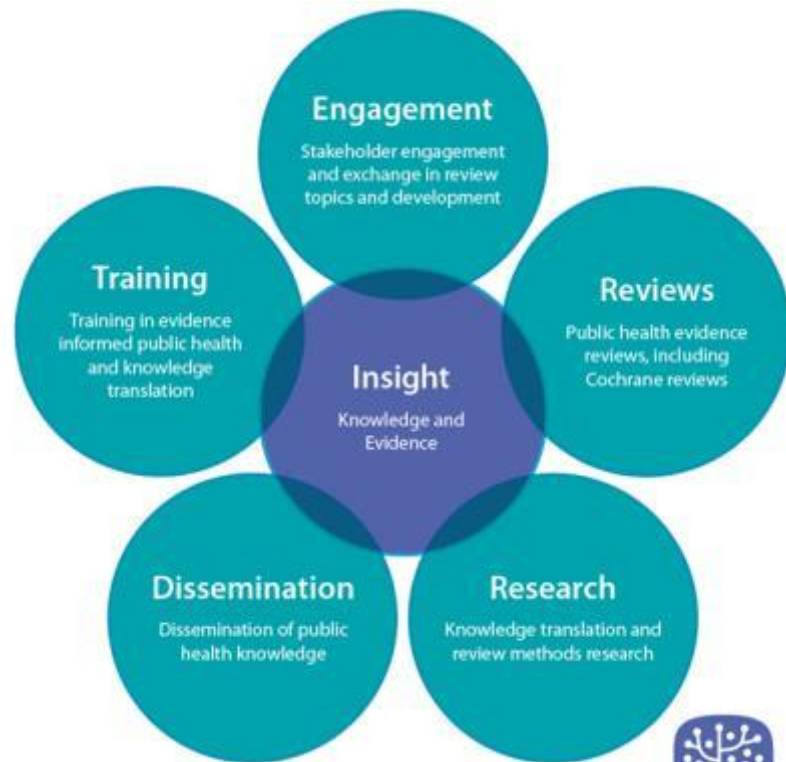 Engagement
Stakeholder engagement
and exchange in review
topics and development
Training
Training in evidence
informed public health
and knowledge
translation
Reviews
Public health evidence
reviews, including
Cochrane reviews
Insight
Knowledge and
Evidence
Dissemination
Dissemination of public
health knowledge
Research
Knowledge translation and
review methods research